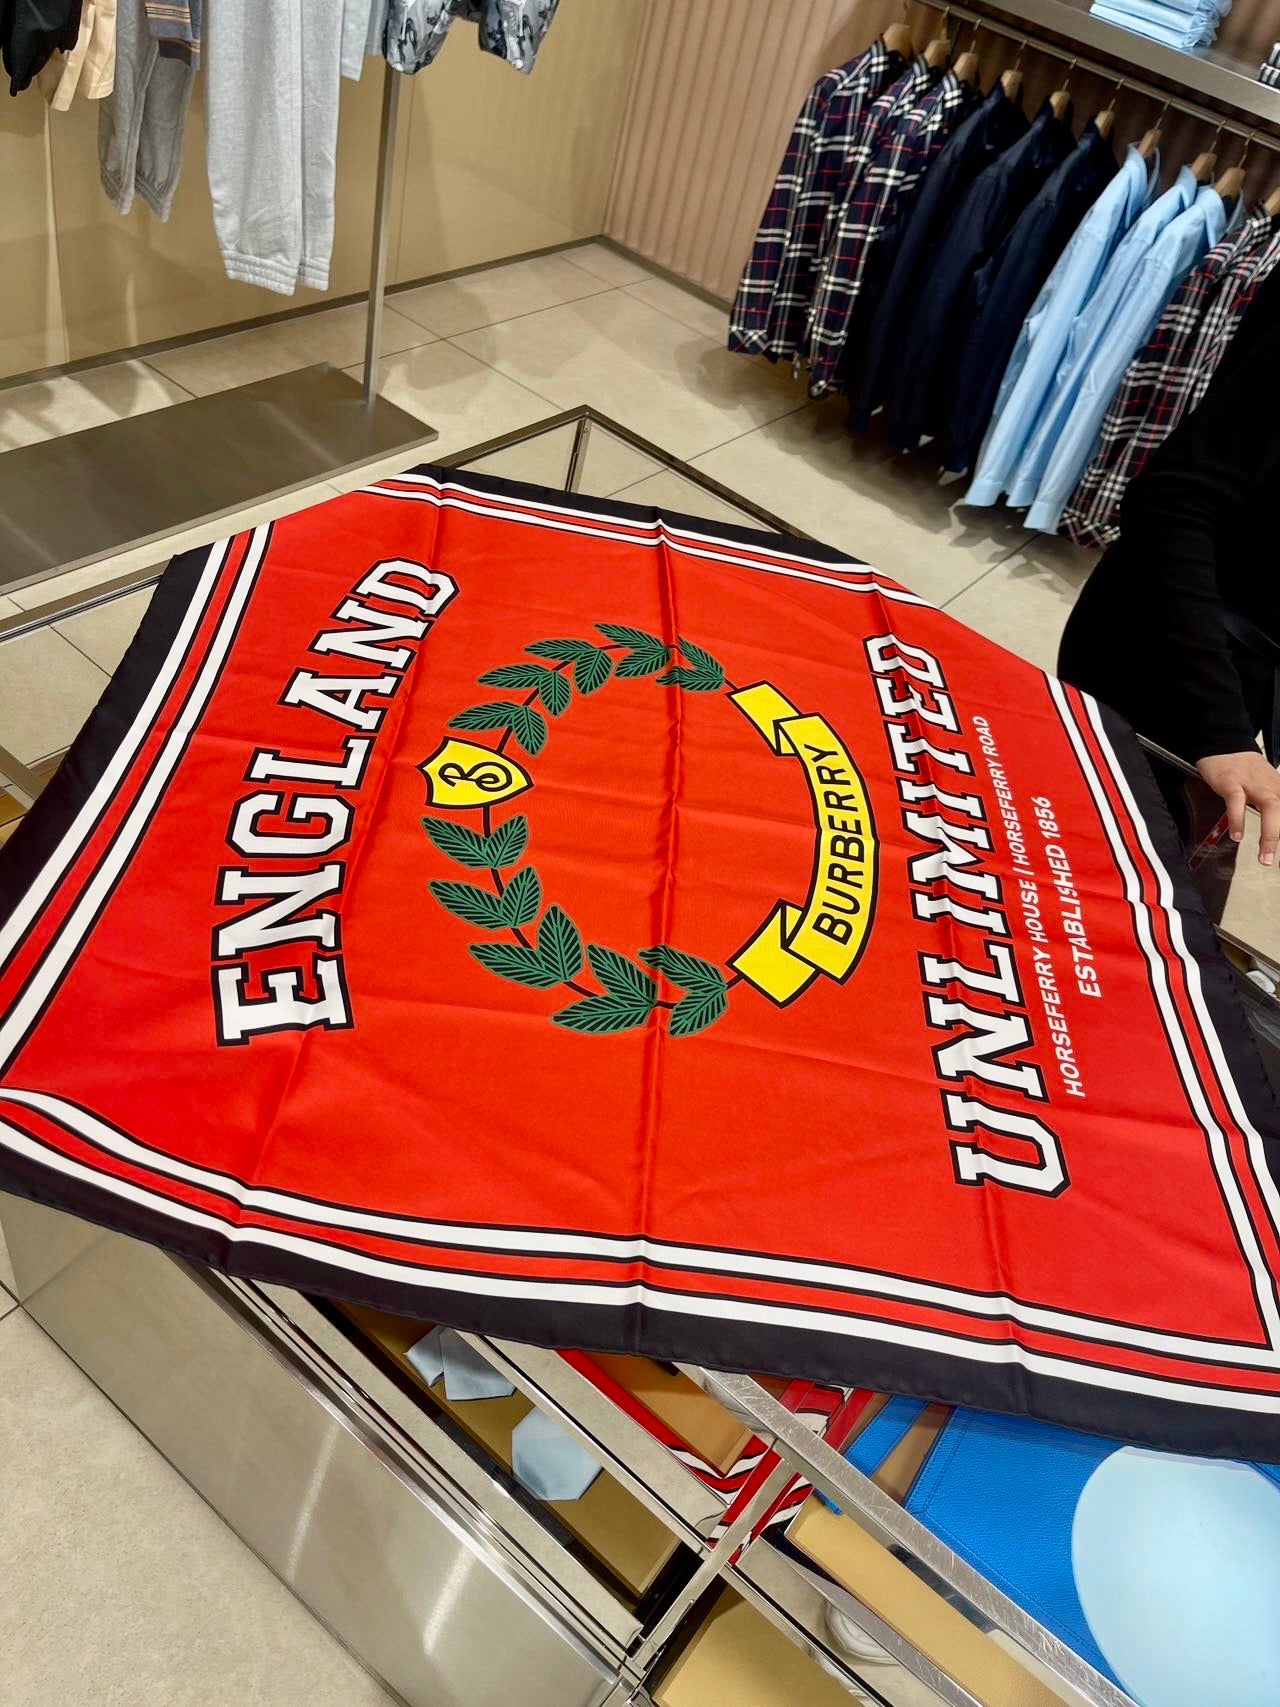 ENGLAND
B
BURBERRY
UNLIMITED
HORSEFERRY HOUSE / HORSEFERRY ROAD
ESTABLISHED 1856